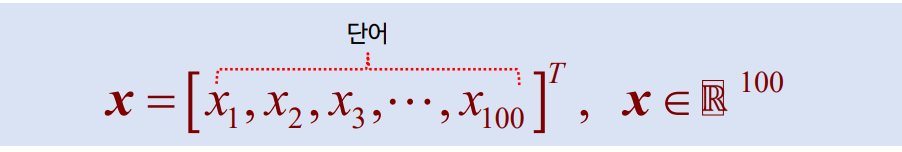 단어
x = [x₁, x₂, x₃, ⋯, x₁₀₀]ᵀ, x ∈ ℝ ¹⁰⁰